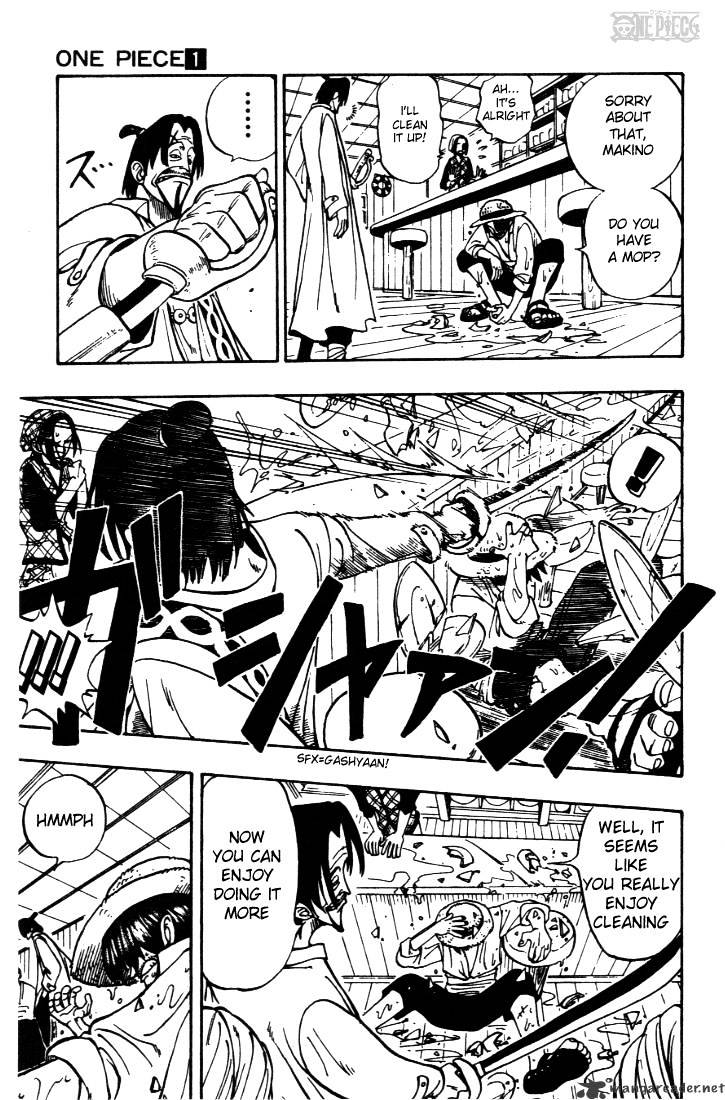 ONE PIECE
ONE PIECE 1
SORRY
ABOUT
THAT,
MAKINO
DO YOU
HAVE
A MOP?
AH...
IT'S
ALRIGHT
I'LL
CLEAN
IT UP!
......
ズ...
!!
ガシャアァン!!
!!!
SFX=GASHYAAN!
WELL, IT
SEEMS
LIKE
YOU REALLY
ENJOY
CLEANING
NOW
YOU CAN
ENJOY
DOING IT
MORE
HMMPH
mangareader.net